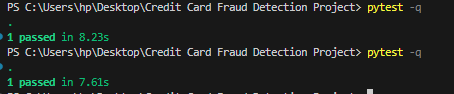 PS C:\Users\hp\Desktop\Credit Card Fraud Detection Project> pytest -q
.
1 passed in 8.23s
PS C:\Users\hp\Desktop\Credit Card Fraud Detection Project> pytest -q
.
1 passed in 7.61s